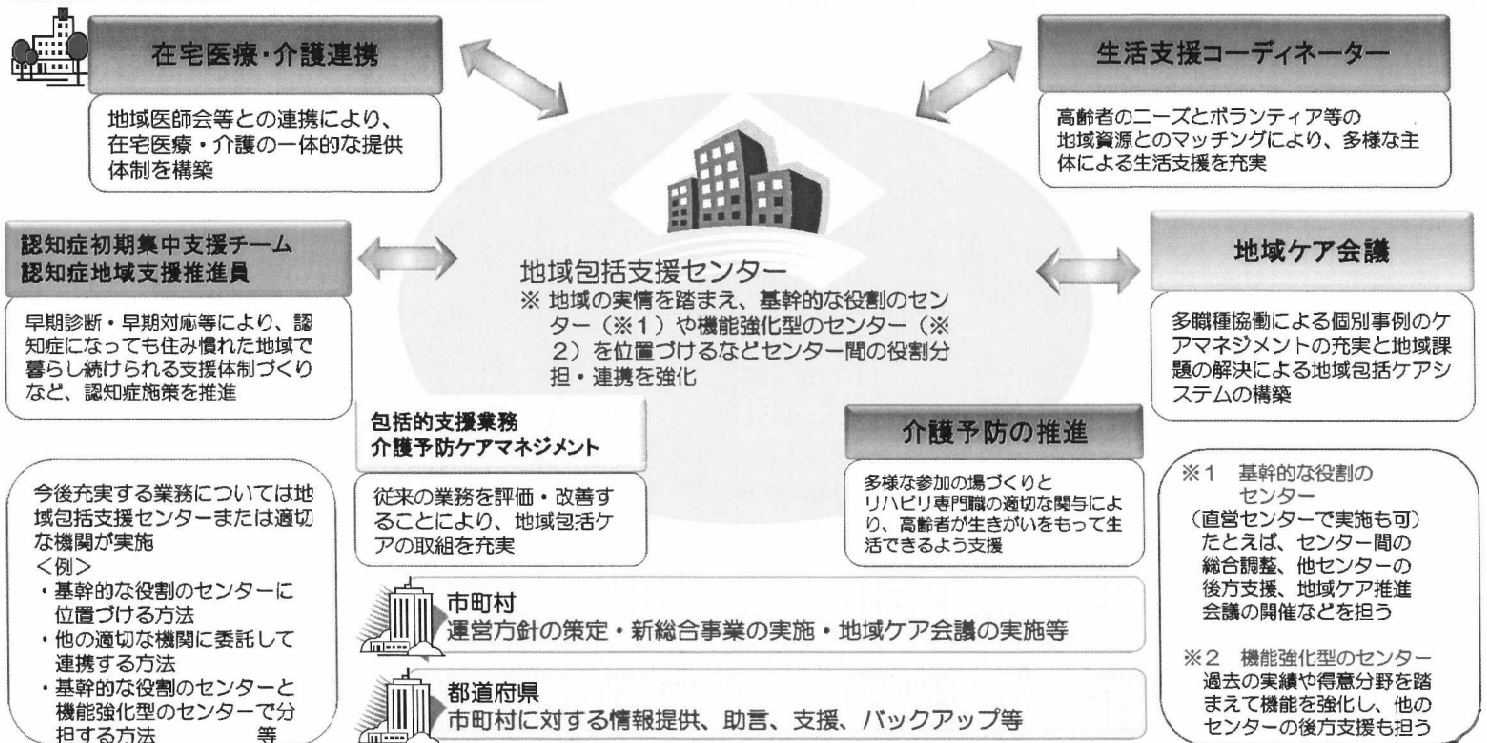 在宅医療・介護連携
地域医師会等との連携により、
在宅医療・介護の一体的な提供
体制を構築
生活支援コーディネーター
高齢者のニーズとボランティア等の
地域資源とのマッチングにより、多様な主
体による生活支援を充実
認知症初期集中支援チーム
認知症地域支援推進員
早期診断・早期対応等により、認
知症になっても住み慣れた地域で
暮らし続けられる支援体制づくり
など、認知症施策を推進
地域包括支援センター
※ 地域の実情を踏まえ、基幹的な役割のセン
ター（※１）や機能強化型のセンター（※
２）を位置づけるなどセンター間の役割分
担・連携を強化
地域ケア会議
多職種協働による個別事例のケ
アマネジメントの充実と地域課
題の解決による地域包括ケアシ
ステムの構築
包括的支援業務
介護予防ケアマネジメント
従来の業務を評価・改善す
ることにより、地域包括ケ
アの取組を充実
介護予防の推進
多様な参加の場づくりと
リハビリ専門職の適切な関与によ
り、高齢者が生きがいをもって生
活できるよう支援
今後充実する業務については地
域包括支援センターまたは適切
な機関が実施
＜例＞
・基幹的な役割のセンターに
位置づける方法
・他の適切な機関に委託して
連携する方法
・基幹的な役割のセンターと
機能強化型のセンターで分
担する方法　等
市町村
運営方針の策定・新総合事業の実施・地域ケア会議の実施等
都道府県
市町村に対する情報提供、助言、支援、バックアップ等
※１ 基幹的な役割の
センター
（直営センターで実施も可）
たとえば、センター間の
総合調整、他センターの
後方支援、地域ケア推進
会議の開催などを担う
※２ 機能強化型のセンター
過去の実績や得意分野を踏
まえて機能を強化し、他の
センターの後方支援も担う